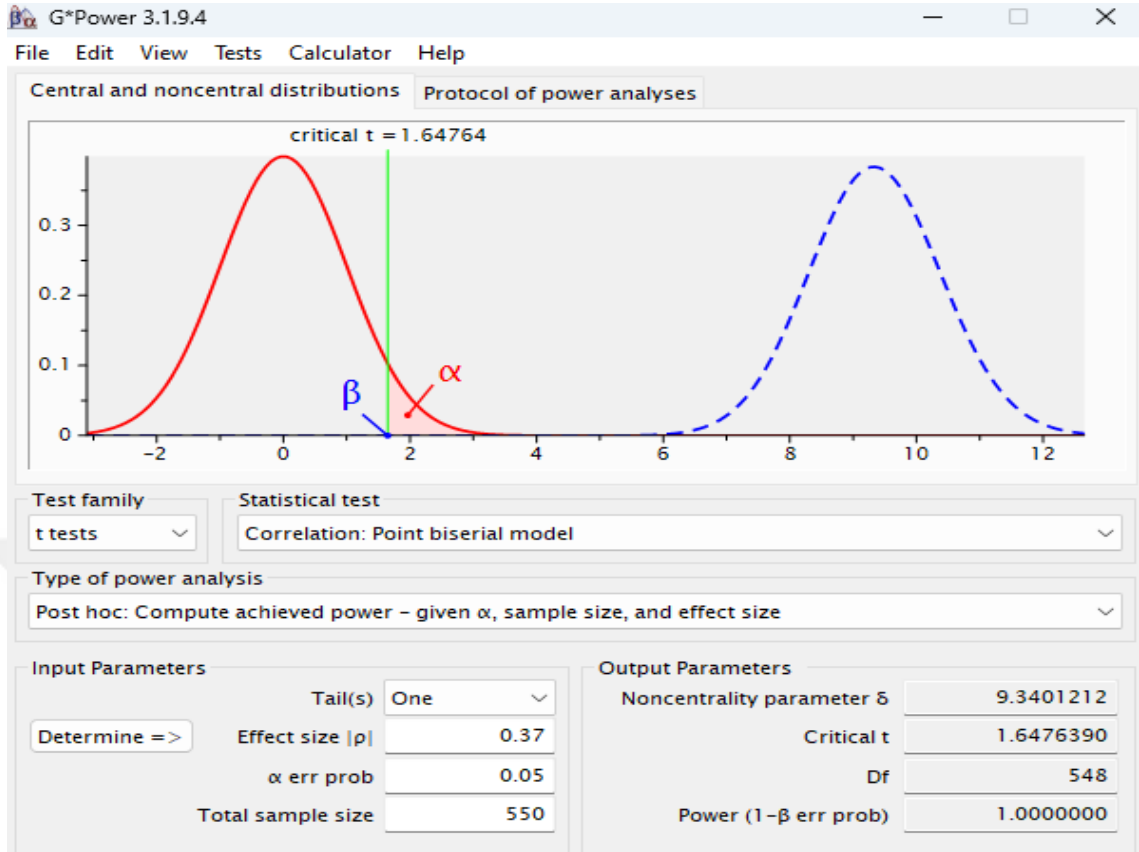 G*Power 3.1.9.4
File Edit View Tests Calculator Help
Central and noncentral distributions Protocol of power analyses
critical t = 1.64764
0.3
0.2
0.1
0
β
α
-2 0 2 4 6 8 10 12
Test family Statistical test
t tests Correlation: Point biserial model
Type of power analysis
Post hoc: Compute achieved power – given α, sample size, and effect size
Input Parameters Output Parameters
Tail(s) One Noncentrality parameter δ 9.3401212
Determine => Effect size |ρ| 0.37 Critical t 1.6476390
α err prob 0.05 Df 548
Total sample size 550 Power (1-β err prob) 1.0000000